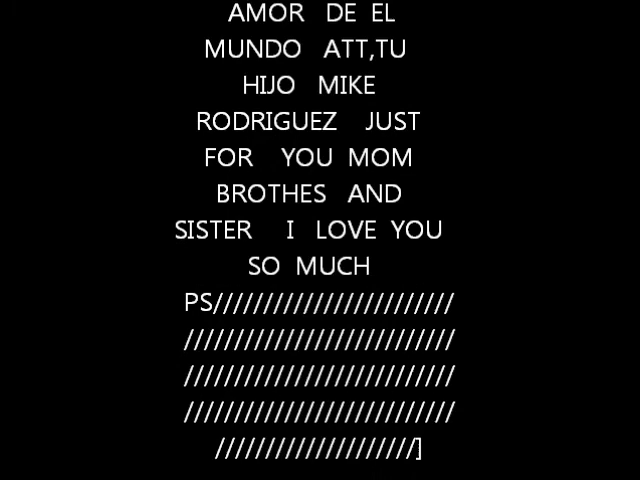 AMOR DE EL
MUNDO ATT,TU
HIJO MIKE
RODRIGUEZ JUST
FOR YOU MOM
BROTHES AND
SISTER I LOVE YOU
SO MUCH
PS////////////////////////
///////////////////////////
///////////////////////////
///////////////////////////
////////////////////]